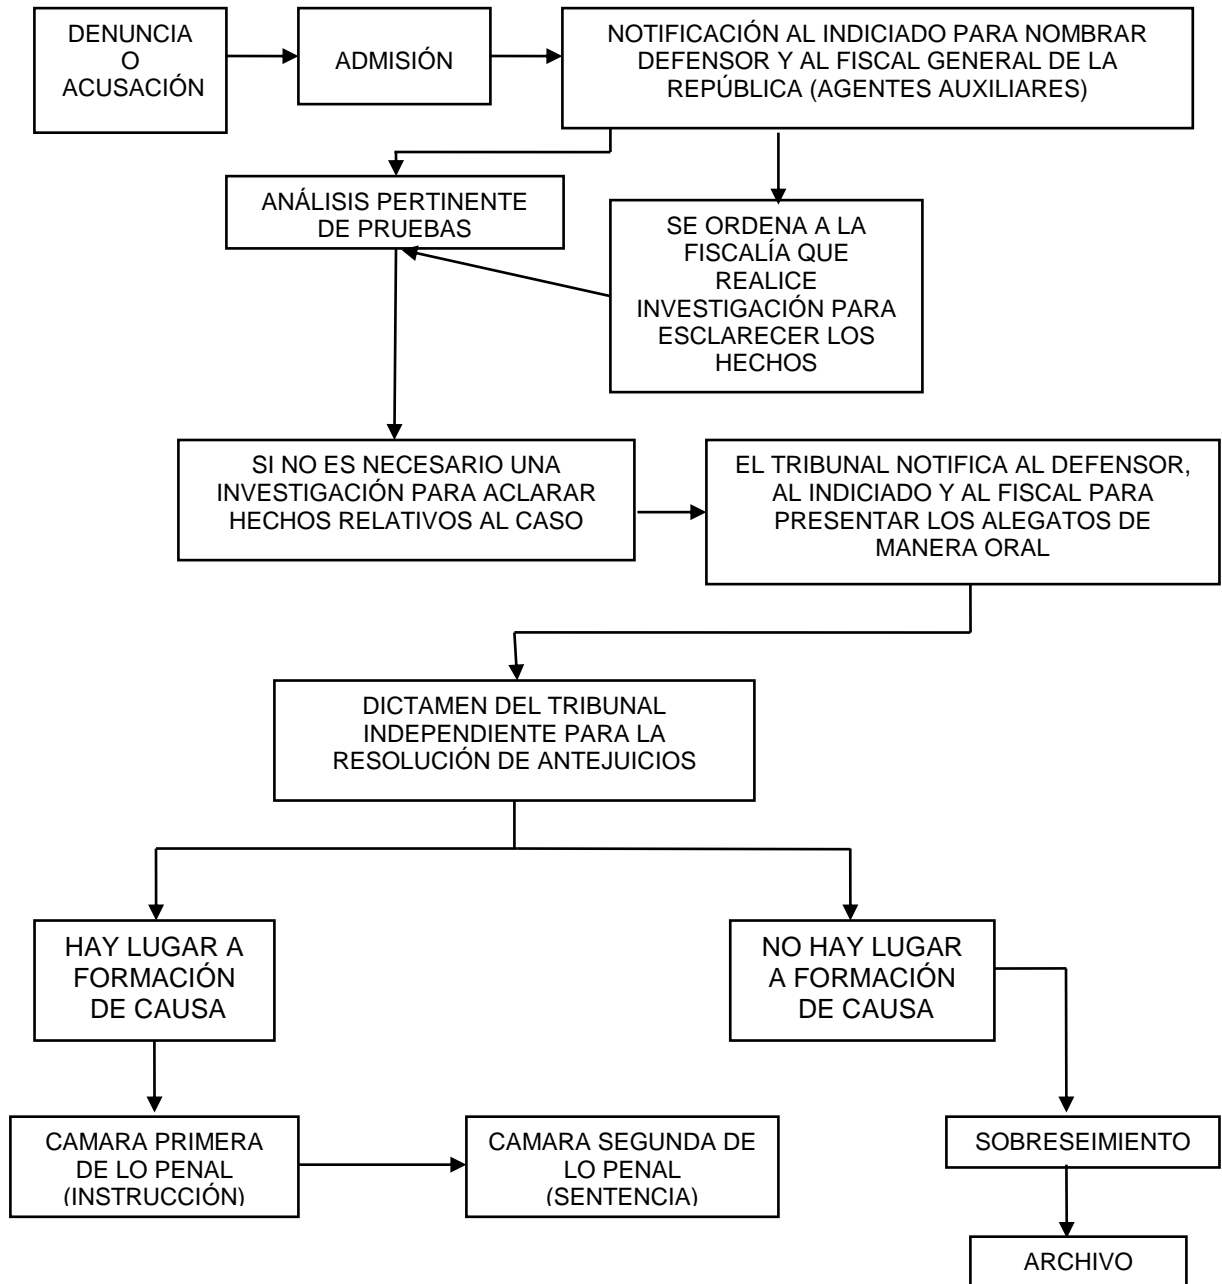 DENUNCIA
O
ACUSACIÓN
ADMISIÓN
NOTIFICACIÓN AL INDICIADO PARA NOMBRAR
DEFENSOR Y AL FISCAL GENERAL DE LA
REPÚBLICA (AGENTES AUXILIARES)
ANÁLISIS PERTINENTE
DE PRUEBAS
SE ORDENA A LA
FISCALÍA QUE
REALICE
INVESTIGACIÓN PARA
ESCLARECER LOS
HECHOS
SI NO ES NECESARIO UNA
INVESTIGACIÓN PARA ACLARAR
HECHOS RELATIVOS AL CASO
EL TRIBUNAL NOTIFICA AL DEFENSOR,
AL INDICIADO Y AL FISCAL PARA
PRESENTAR LOS ALEGATOS DE
MANERA ORAL
DICTAMEN DEL TRIBUNAL
INDEPENDIENTE PARA LA
RESOLUCIÓN DE ANTEJUICIOS
HAY LUGAR A
FORMACIÓN
DE CAUSA
NO HAY LUGAR
A FORMACIÓN
DE CAUSA
CAMARA PRIMERA
DE LO PENAL
(INSTRUCCIÓN)
CAMARA SEGUNDA DE
LO PENAL
(SENTENCIA)
SOBRESEIMIENTO
ARCHIVO